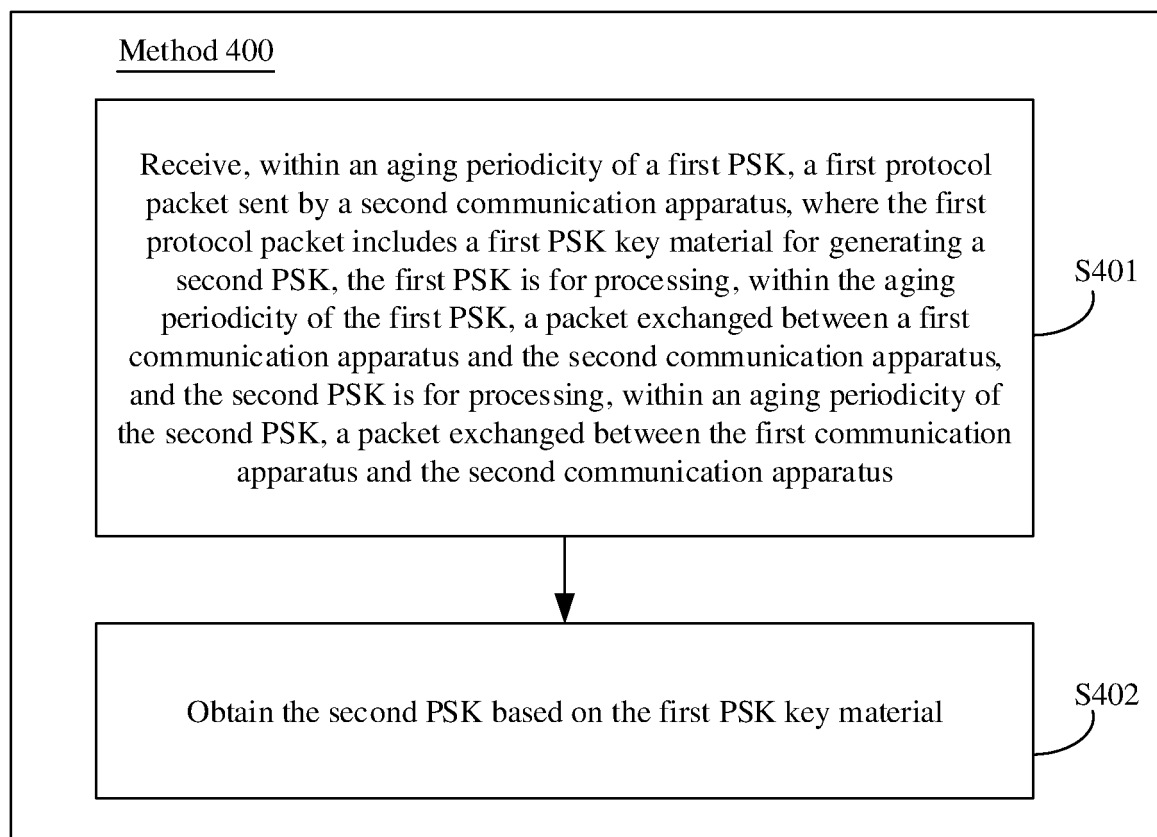 Method 400
Receive, within an aging periodicity of a first PSK, a first protocol
packet sent by a second communication apparatus, where the first
protocol packet includes a first PSK key material for generating a
second PSK, the first PSK is for processing, within the aging
periodicity of the first PSK, a packet exchanged between a first
communication apparatus and the second communication apparatus,
and the second PSK is for processing, within an aging periodicity of
the second PSK, a packet exchanged between the first communication
apparatus and the second communication apparatus
S401
Obtain the second PSK based on the first PSK key material
S402